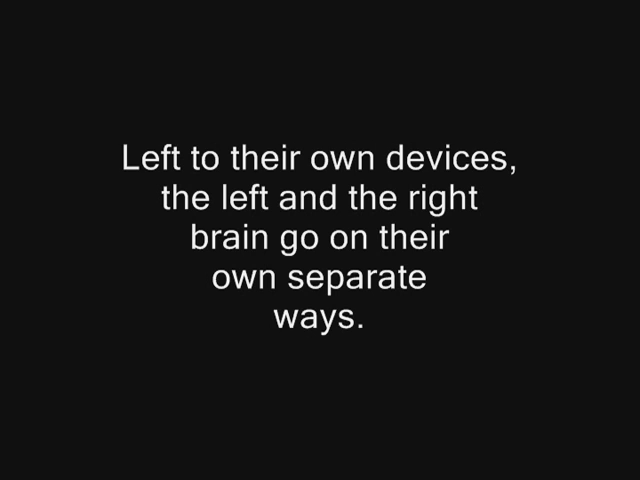 Left to their own devices,
the left and the right
brain go on their
own separate
ways.